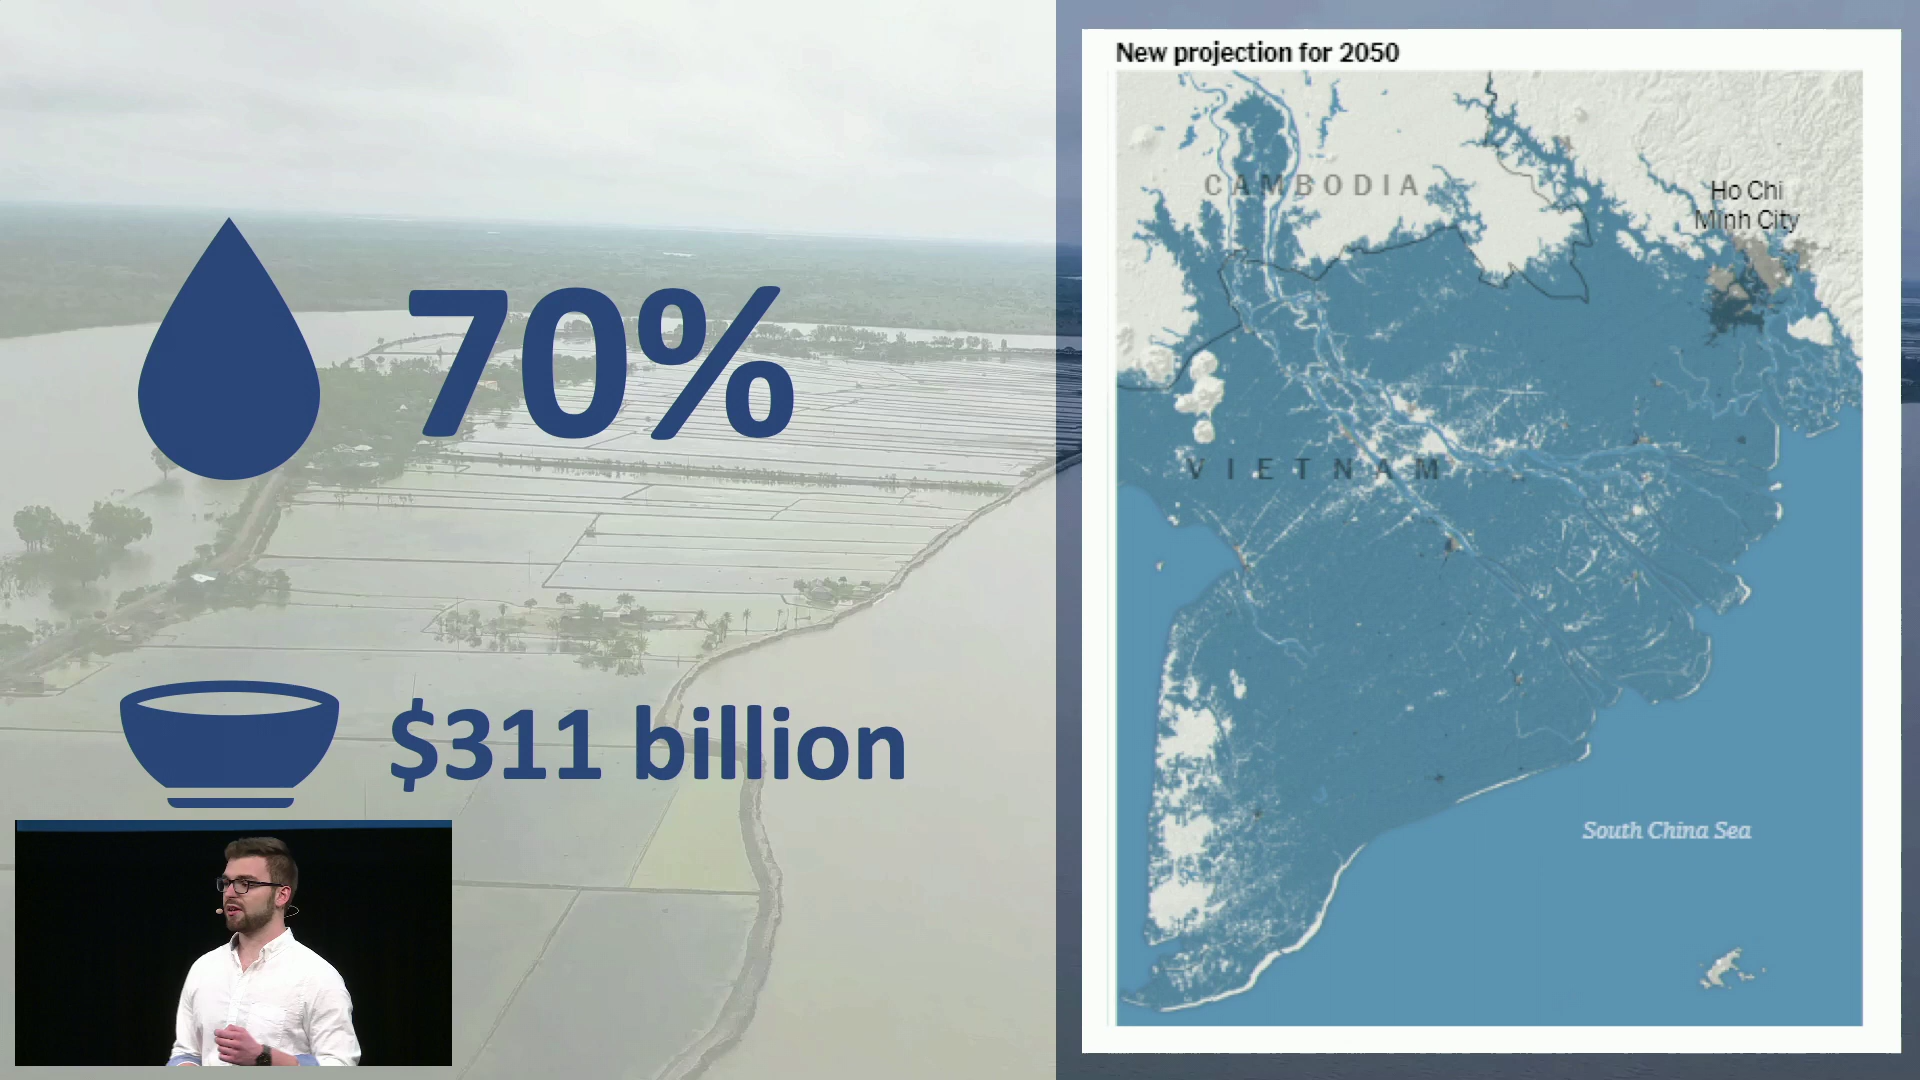 70%
$311 billion
New projection for 2050
CAMBODIA
Ho Chi
Minh City
VIETNAM
South China Sea